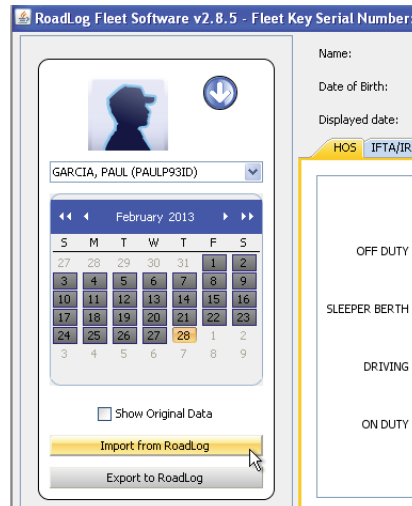 RoadLog Fleet Software v2.8.5 - Fleet Key Serial Number:
Name:
Date of Birth:
Displayed date:
HOS IFTA/IR
GARCIA, PAUL (PAULP93ID)
February 2013
S M T W T F S
27 28 29 30 31 1 2
3 4 5 6 7 8 9
10 11 12 13 14 15 16
17 18 19 20 21 22 23
24 25 26 27 28 1 2
3 4 5 6 7 8 9
Show Original Data
Import from RoadLog
Export to RoadLog
OFF DUTY
SLEEPER BERTH
DRIVING
ON DUTY